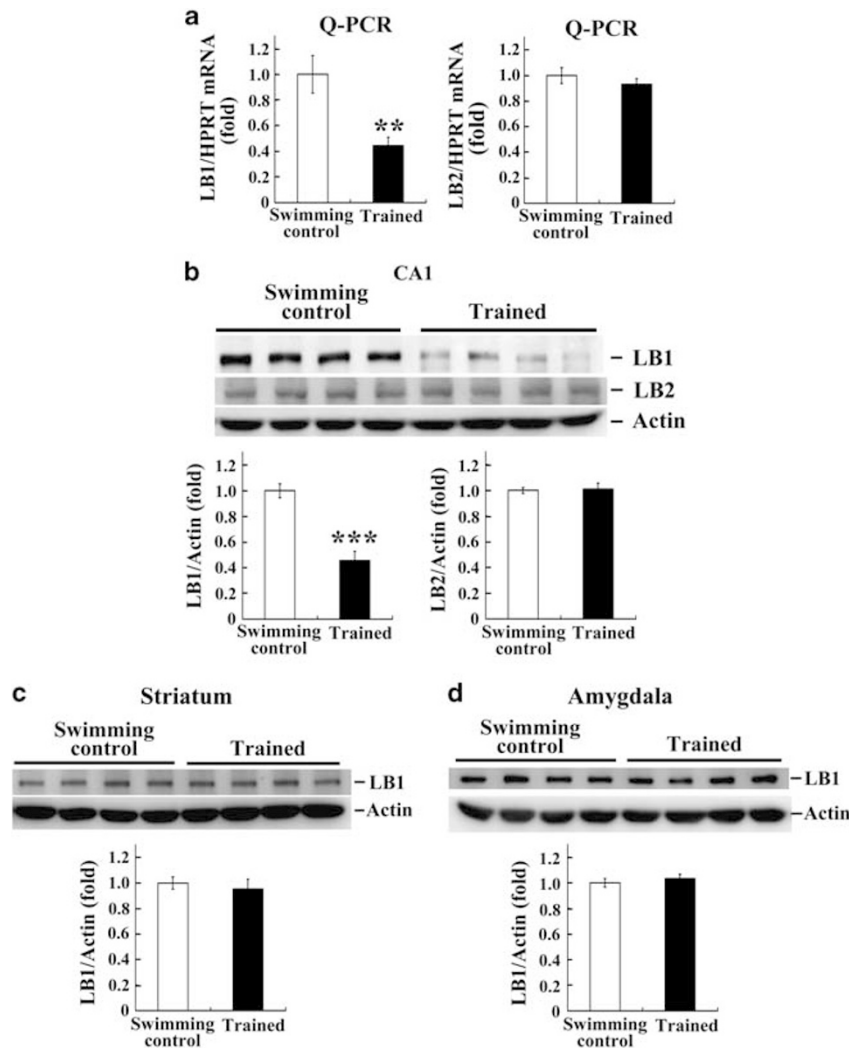 a
Q-PCR
LB1/HPRT mRNA
(fold)
1.2
1.0
0.8
0.6
0.4
0.2
0
**
Swimming
control
Trained
Q-PCR
LB2/HPRT mRNA
(fold)
1.2
1.0
0.8
0.6
0.4
0.2
0
Swimming
control
Trained
b
CA1
Swimming
control
Trained
– LB1
– LB2
– Actin
LB1/Actin (fold)
1.2
1.0
0.8
0.6
0.4
0.2
0
***
Swimming
control
Trained
LB2/Actin (fold)
1.2
1.0
0.8
0.6
0.4
0.2
0
Swimming
control
Trained
c
Striatum
Swimming
control
Trained
–LB1
–Actin
LB1/Actin (fold)
1.2
1.0
0.8
0.6
0.4
0.2
0
Swimming
control
Trained
d
Amygdala
Swimming
control
Trained
–LB1
–Actin
LB1/Actin (fold)
1.2
1.0
0.8
0.6
0.4
0.2
0
Swimming
control
Trained